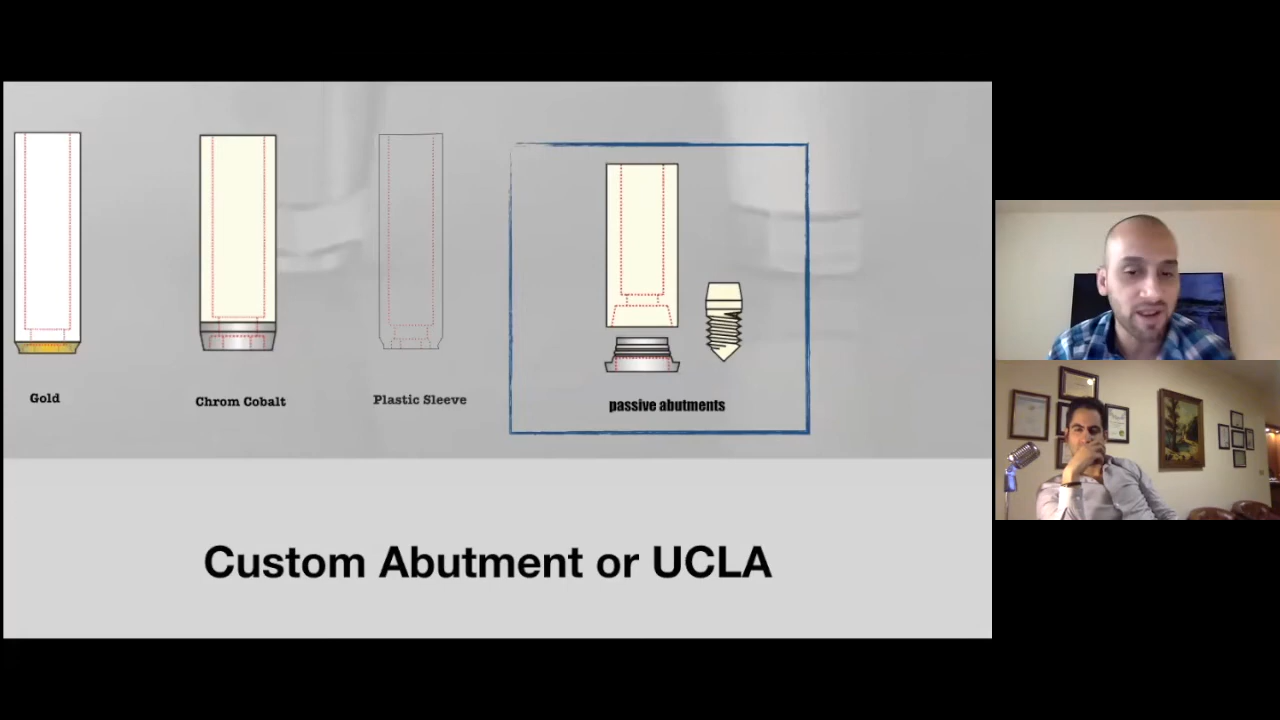 Gold
Chrom Cobalt
Plastic Sleeve
passive abutments
Custom Abutment or UCLA